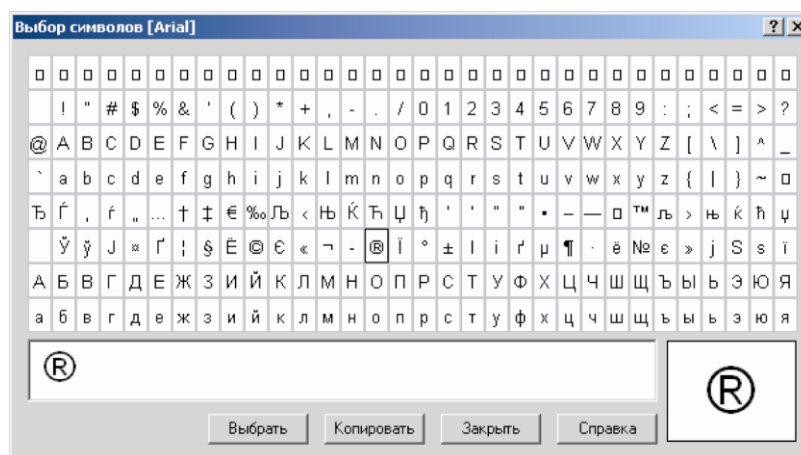 Выбор символов [Arial]
□ □ □ □ □ □ □ □ □ □ □ □ □ □ □ □ □ □ □ □ □ □ □ □ □ □ □ □ □ □ □ □
! " # $ % & ' ( ) * + , - . / 0 1 2 3 4 5 6 7 8 9 : ; < = > ?
@ A B C D E F G H I J K L M N O P Q R S T U V W X Y Z [ \ ] ^ _
` a b c d e f g h i j k l m n o p q r s t u v w x y z { | } ~ □
Ђ Ѓ ‚ ѓ „ … † ‡ € ‰ Љ ‹ Њ Ќ Ћ Џ ђ ‘ ’ “ ” • – — □ ™ љ › њ ќ ћ џ
Ў ў Ј ¤ Ґ ¦ § Ё © Є « ¬ - ® Ї ° ± І і ґ µ ¶ · ё № є » ј Ѕ ѕ ї
А Б В Г Д Е Ж З И Й К Л М Н О П Р С Т У Ф Х Ц Ч Ш Щ Ъ Ы Ь Э Ю Я
а б в г д е ж з и й к л м н о п р с т у ф х ц ч ш щ ъ ы ь э ю я
®
®
Выбрать Копировать Закрыть Справка